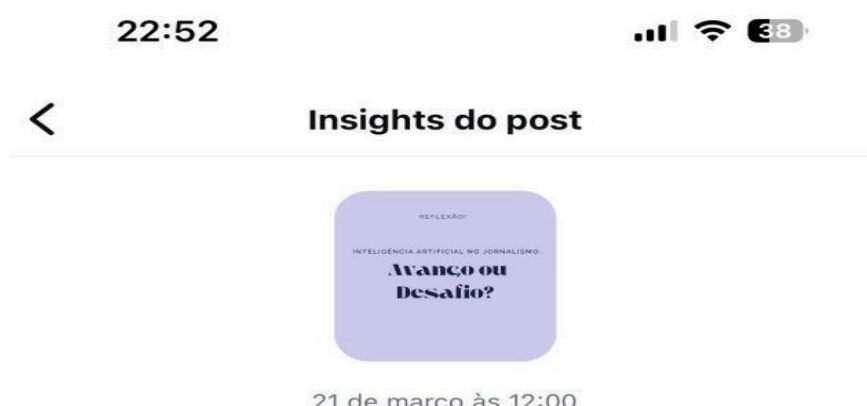 22:52
38
Insights do post
REFLEXÃO!
INTELIGÊNCIA ARTIFICIAL NO JORNALISMO:
Avanço ou
Desafio?
21 de março às 12:00